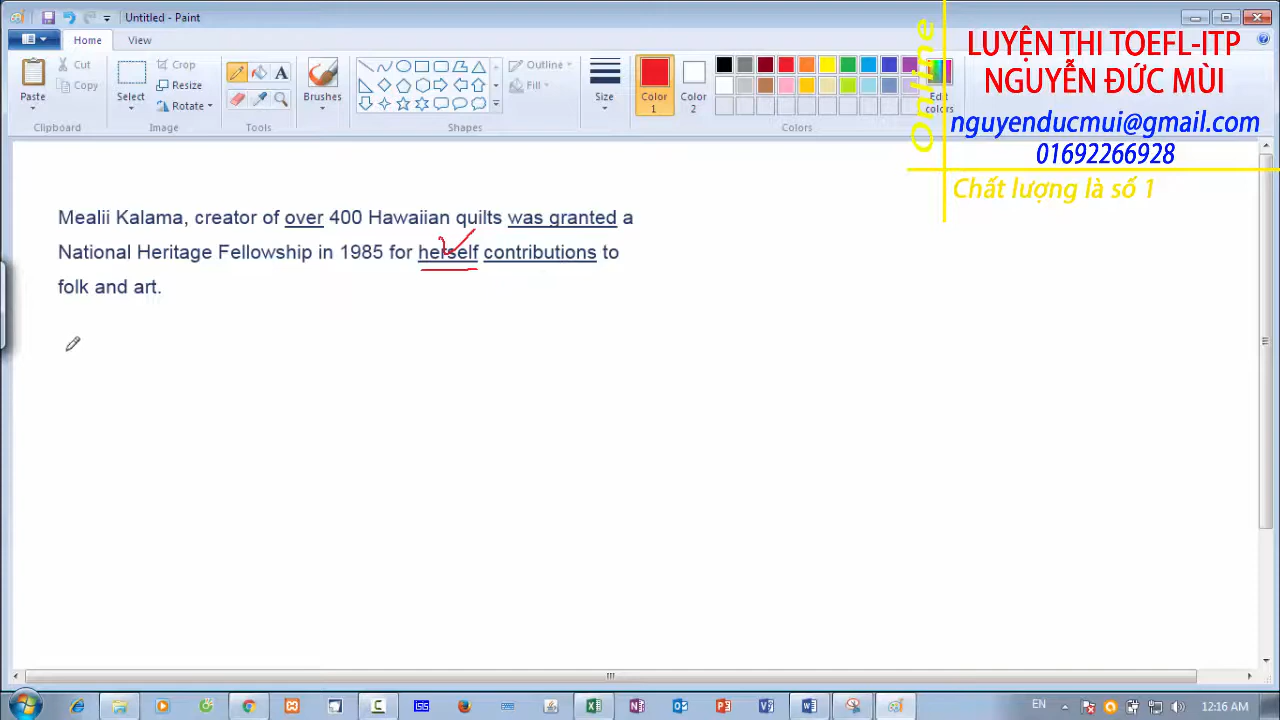 Untitled - Paint
Home
View
Paste
Cut
Copy
Clipboard
Select
Crop
Resize
Rotate
Image
Tools
Brushes
Shapes
Outline
Fill
Size
Color
1
Color
2
Edit
colors
Colors
Online
LUYỆN THI TOEFL-ITP
NGUYỄN ĐỨC MÙI
nguyenducmui@gmail.com
01692266928
Chất lượng là số 1
Mealii Kalama, creator of over 400 Hawaiian quilts was granted a
National Heritage Fellowship in 1985 for herself contributions to
folk and art.
EN
12:16 AM